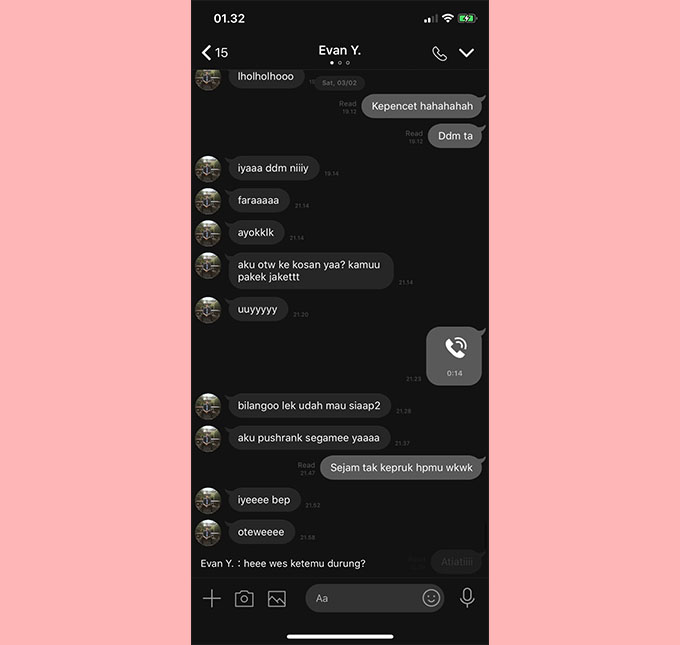 01.32
15
Evan Y.
lholholhooo
Sat, 03/02
Read
19.12
Kepencet hahahahah
Read
19.12
Ddm ta
iyaaa ddm niiiy
19.14
faraaaaa
21.14
ayokklk
21.14
aku otw ke kosan yaa? kamuu
pakek jakettt
21.14
uuyyyyy
21.20
0:14
21.25
bilangoo lek udah mau siaap2
21.28
aku pushrank segamee yaaaa
21.37
Read
21.47
Sejam tak kepruk hpmu wkwk
iyeeee bep
21.52
oteweeee
21.58
Atiatiiii
Evan Y. : heee wes ketemu durung?
Aa